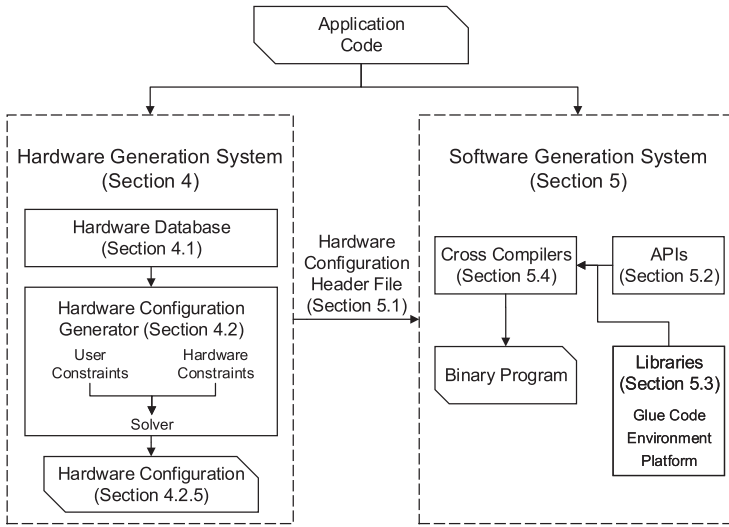 Application
Code
Hardware Generation System
(Section 4)
Hardware Database
(Section 4.1)
Hardware Configuration
Generator (Section 4.2)
User
Constraints
Hardware
Constraints
Solver
Hardware Configuration
(Section 4.2.5)
Hardware
Configuration
Header File
(Section 5.1)
Software Generation System
(Section 5)
Cross Compilers
(Section 5.4)
APIs
(Section 5.2)
Binary Program
Libraries
(Section 5.3)
Glue Code
Environment
Platform